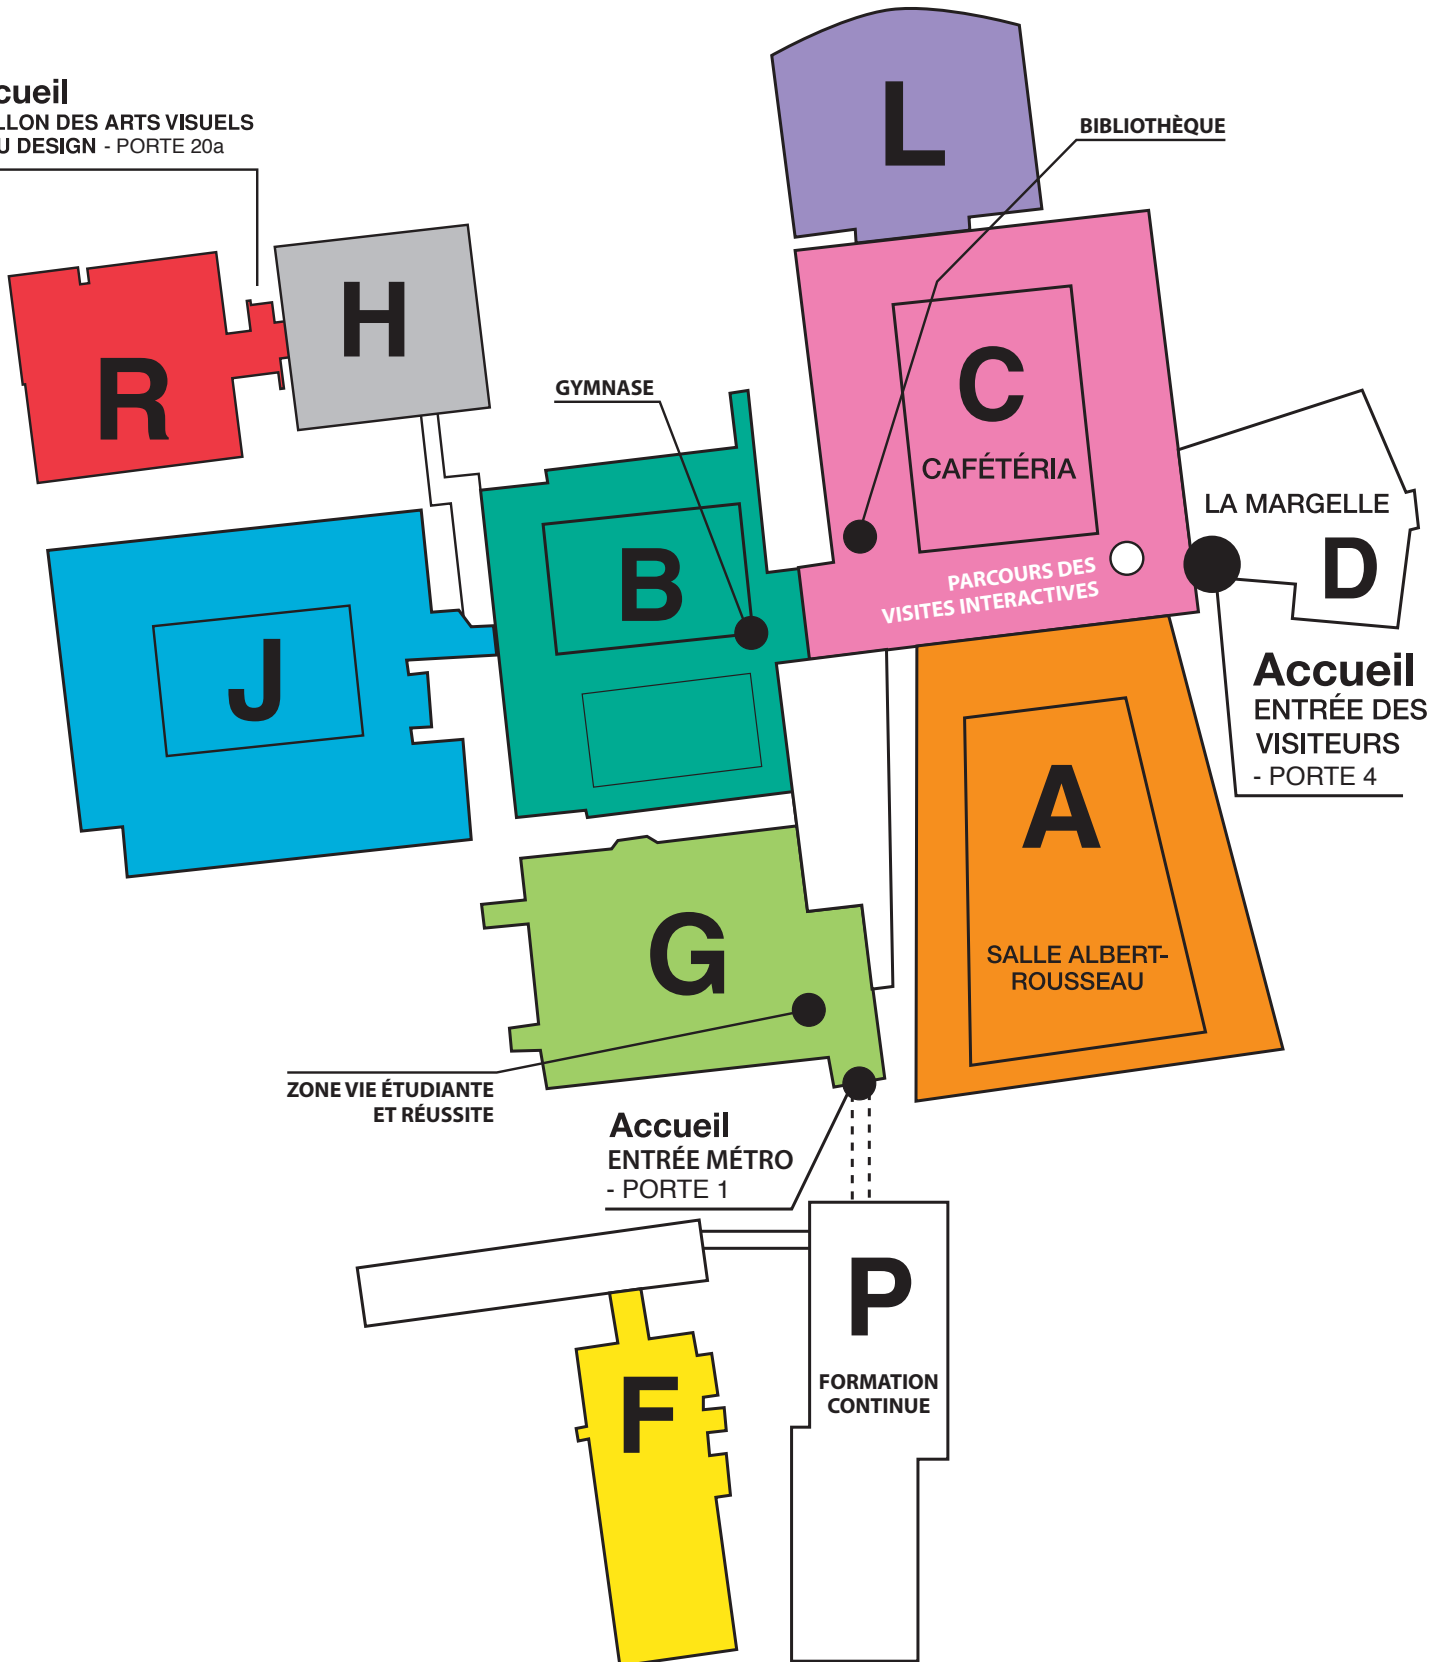 cueil
LLON DES ARTS VISUELS
U DESIGN - PORTE 20a
L
BIBLIOTHÈQUE
R
H
GYMNASE
C
CAFÉTÉRIA
PARCOURS DES
VISITES INTERACTIVES
LA MARGELLE
D
Accueil
ENTRÉE DES
VISITEURS
- PORTE 4
B
J
A
SALLE ALBERT-
ROUSSEAU
G
ZONE VIE ÉTUDIANTE
ET RÉUSSITE
Accueil
ENTRÉE MÉTRO
- PORTE 1
P
FORMATION
CONTINUE
F